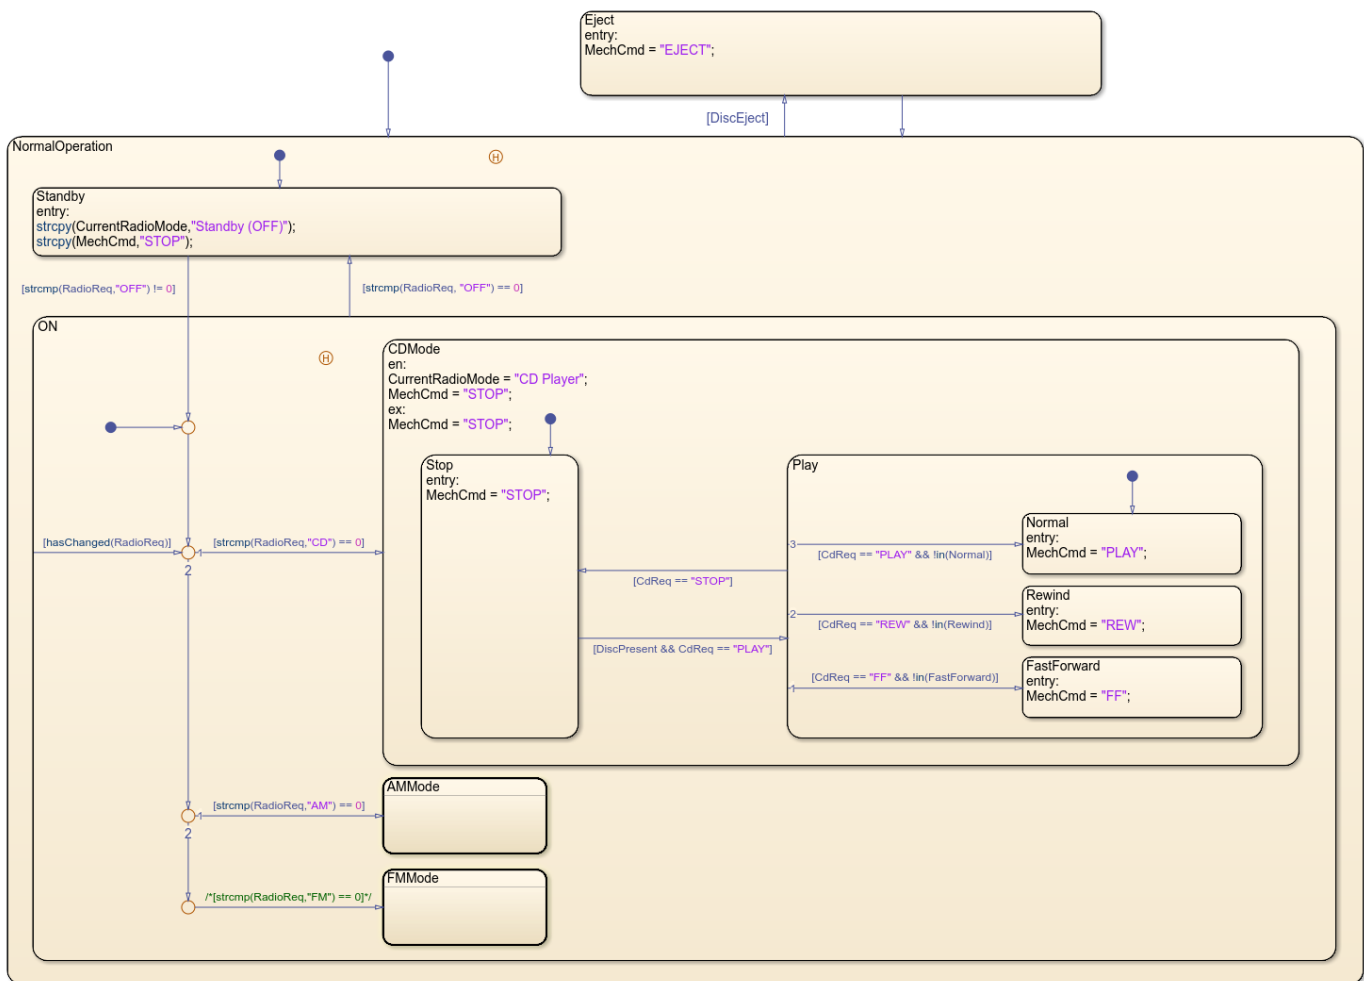 Eject
entry:
MechCmd = "EJECT";
[DiscEject]
NormalOperation
H
Standby
entry:
strcpy(CurrentRadioMode,"Standby (OFF)");
strcpy(MechCmd,"STOP");
[strcmp(RadioReq,"OFF") != 0]
[strcmp(RadioReq, "OFF") == 0]
ON
H
CDMode
en:
CurrentRadioMode = "CD Player";
MechCmd = "STOP";
ex:
MechCmd = "STOP";
Stop
entry:
MechCmd = "STOP";
Play
Normal
entry:
MechCmd = "PLAY";
3
[CdReq == "PLAY" && !in(Normal)]
[CdReq == "STOP"]
Rewind
entry:
MechCmd = "REW";
2
[CdReq == "REW" && !in(Rewind)]
[DiscPresent && CdReq == "PLAY"]
FastForward
entry:
MechCmd = "FF";
[CdReq == "FF" && !in(FastForward)]
1
[hasChanged(RadioReq)]
1
[strcmp(RadioReq,"CD") == 0]
2
AMMode
[strcmp(RadioReq,"AM") == 0]
1
2
FMMode
/*[strcmp(RadioReq,"FM") == 0]*/